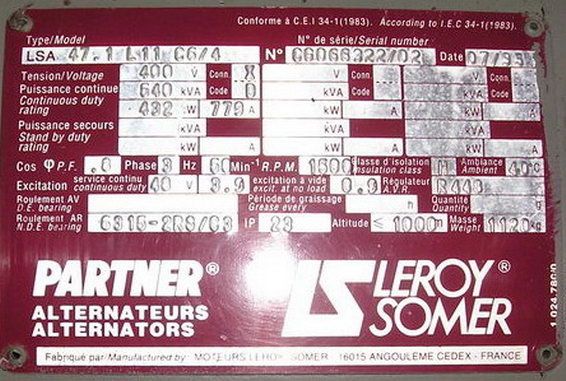 Conforme à C.E.I 34-1(1983). According to I.E.C 34-1(1983).
Type/Model N° de série/Serial number
LSA 47.1 L11 C6/4 N° Date
Tension/Voltage 400 V Conn. X V Conn. V Conn.
Puissance continue 640 kVA Code 0 kVA Code kVA Code
Continuous duty rating 492 kW 779 A kW A kW A
Puissance secours kVA kVA kVA
Stand by duty rating kW A kW A kW A
Cos φ P.F. .8 Phase 3 Hz Min⁻¹ R.P.M. Classe d'isolation Insulation class H Ambiance Ambient 40°C
Excitation service continu continuous duty 40 V 3.9 excitation à vide excit. at no load 0.9 Régulateur A.V.R. R448
Roulement AV D.E. bearing Période de graissage Grease every h Quantité Quantity g
Roulement AR N.D.E. bearing 6315-2RS/C3 IP 23 Altitude ≤ 1000 m Masse Weight 1120 kg
PARTNER® LEROY SOMER®
ALTERNATEURS
ALTERNATORS
Fabriqué par/Manufactured by: MOTEURS LEROY SOMER 16015 ANGOULEME CEDEX - FRANCE